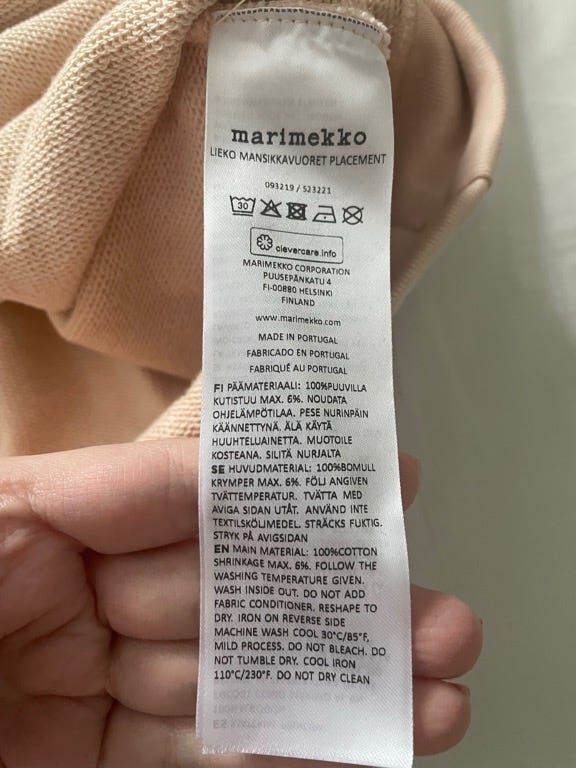 marimekko
LIEKO MANSIKKAVUORET PLACEMENT
093219 / 523221
30
clevercare.info
MARIMEKKO CORPORATION
PUUSEPÄNKATU 4
FI-00880 HELSINKI
FINLAND
www.marimekko.com
MADE IN PORTUGAL
FABRICADO EN PORTUGAL
FABRIQUÉ AU PORTUGAL
FI PÄÄMATERIAALI: 100%PUUVILLA
KUTISTUU MAX. 6%. NOUDATA
OHJELÄMPÖTILAA. PESE NURINPÄIN
KÄÄNNETTYNÄ. ÄLÄ KÄYTÄ
HUUHTELUAINETTA. MUOTOILE
KOSTEANA. SILITÄ NURJALTA
SE HUVUDMATERIAL: 100%BOMULL
KRYMPER MAX. 6%. FÖLJ ANGIVEN
TVÄTTEMPERATUR. TVÄTTA MED
AVIGA SIDAN UTÅT. ANVÄND INTE
TEXTILSKÖLJMEDEL. STRÄCKS FUKTIG.
STRYK PÅ AVIGSIDAN
EN MAIN MATERIAL: 100%COTTON
SHRINKAGE MAX. 6%. FOLLOW THE
WASHING TEMPERATURE GIVEN.
WASH INSIDE OUT. DO NOT ADD
FABRIC CONDITIONER. RESHAPE TO
DRY. IRON ON REVERSE SIDE
MACHINE WASH COOL 30°C/85°F,
MILD PROCESS. DO NOT BLEACH. DO
NOT TUMBLE DRY. COOL IRON
110°C/230°F. DO NOT DRY CLEAN